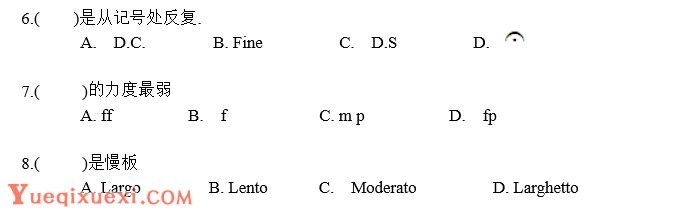 6.( )是从记号处反复.
A. D.C. B. Fine C. D.S D. 𝄐
7.( )的力度最弱
A. ff B. f C. m p D. fp
8.( )是慢板
A. Largo B. Lento C. Moderato D. Larghetto
Yueqixuexi.com